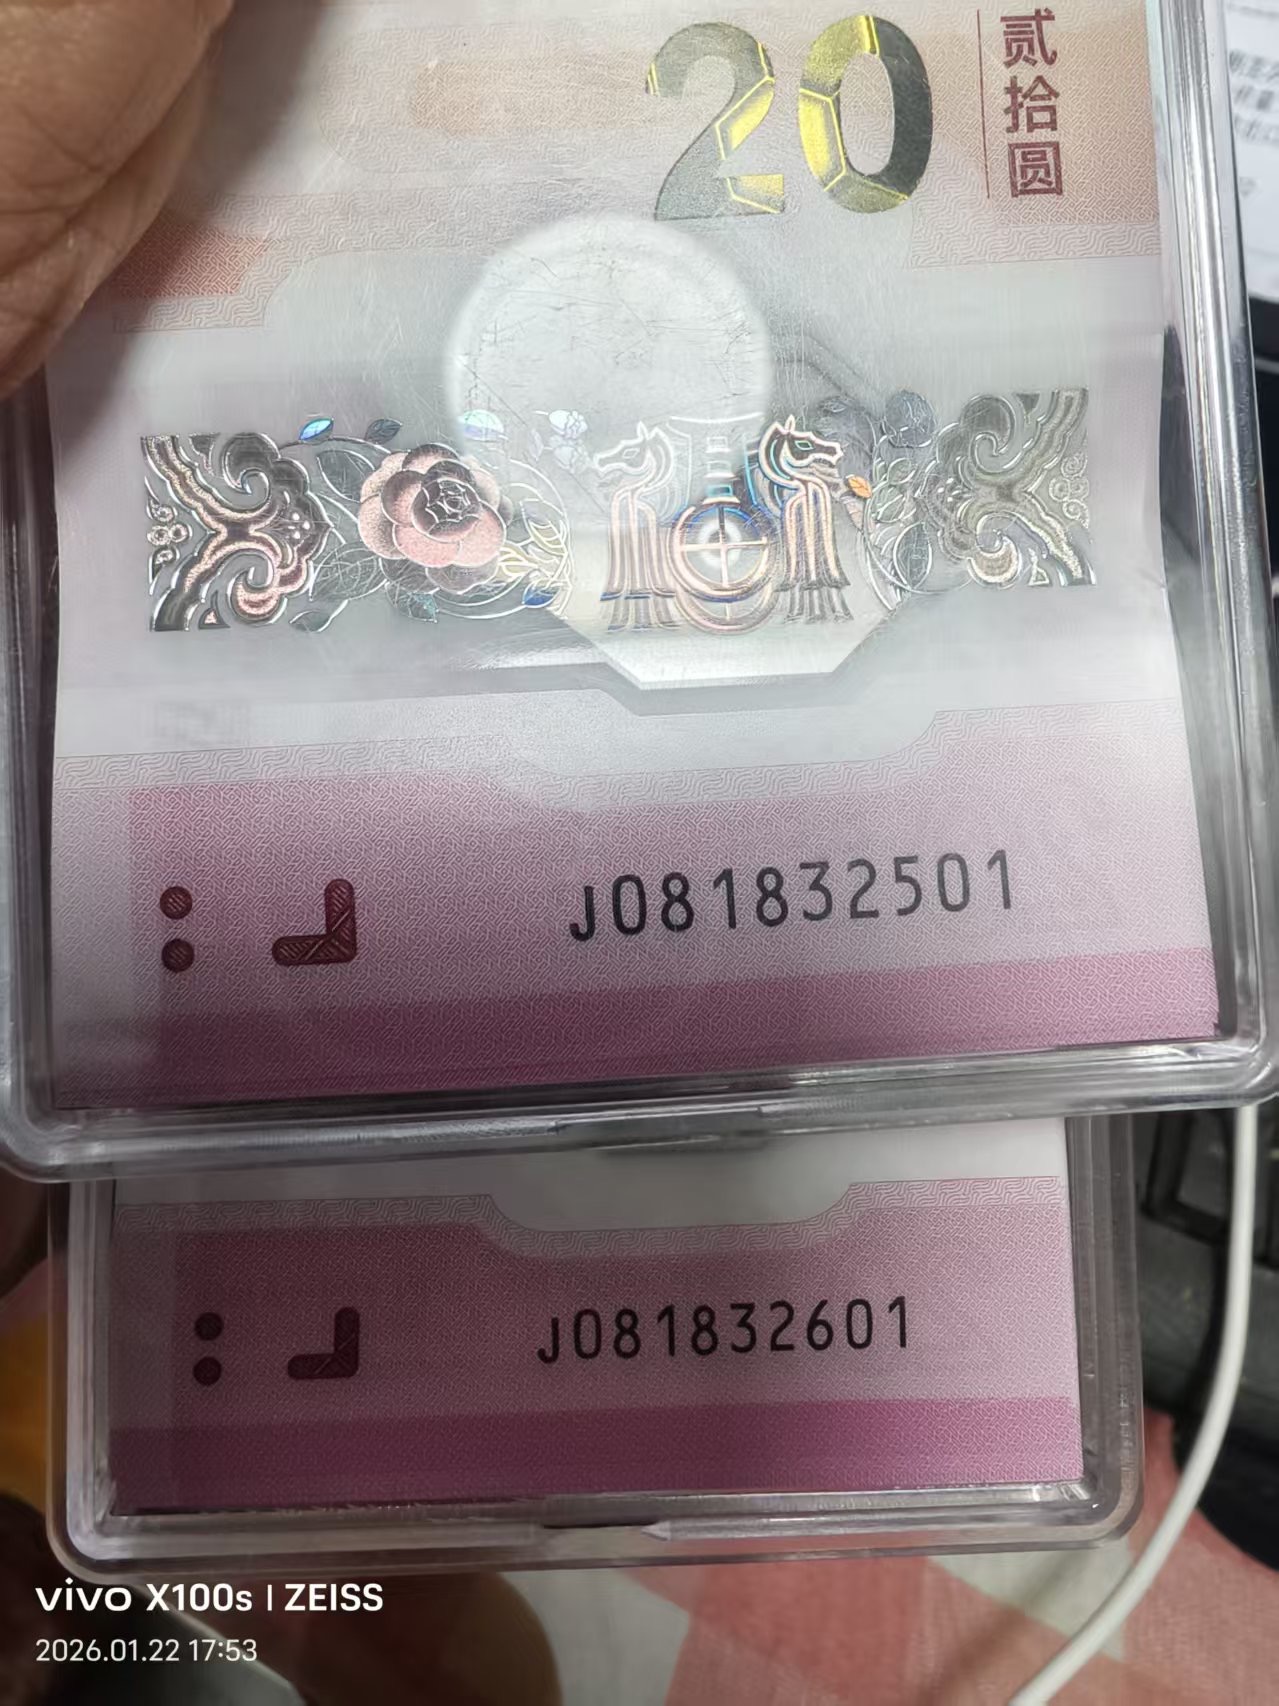 20
贰拾圆
J081832501
J081832601
vivo X100s | ZEISS
2026.01.22 17:53